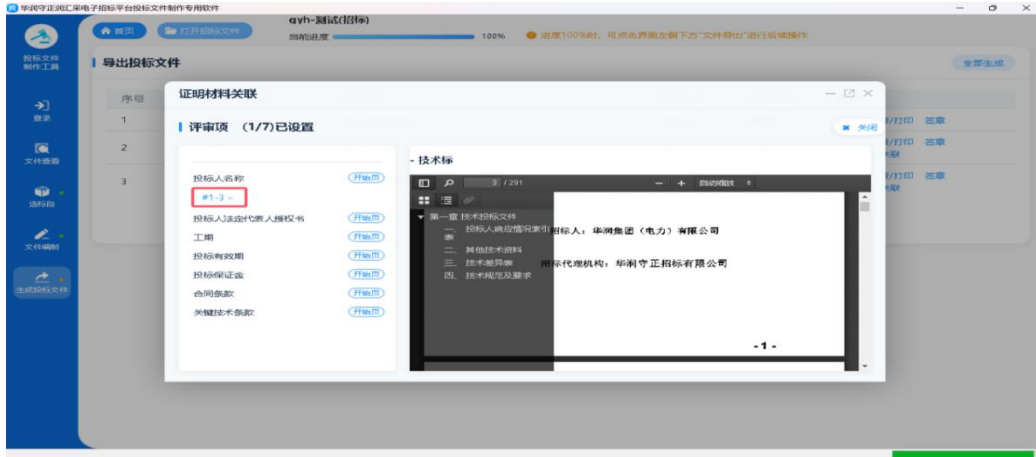 华润守正润汇采电子招标平台投标文件制作专用软件
投标文件
制作工具
登录
文件查看
选标段
文件编制
生成投标文件
首页
打开招标文件
qyh-测试(招标)
当前进度
100%
进度100%时，可点击界面左侧下方"文件导出"进行后续操作
导出投标文件
全部生成
序号
1
/打印 签章
2
/打印 签章
3
/打印 签章
证明材料关联
评审项 (1/7)已设置
关闭
投标人名称 开始页
#1-3
投标人法定代表人授权书 开始页
工期 开始页
投标有效期 开始页
投标保证金 开始页
合同条款 开始页
关键技术条款 开始页
- 技术标
3 / 291
自动缩放
第一章 技术投标文件
一、投标人响应情况索引
表
二、其他技术资料
三、技术差异表
四、技术规范及要求
招标人：华润集团（电力）有限公司
招标代理机构：华润守正招标有限公司
- 1 -